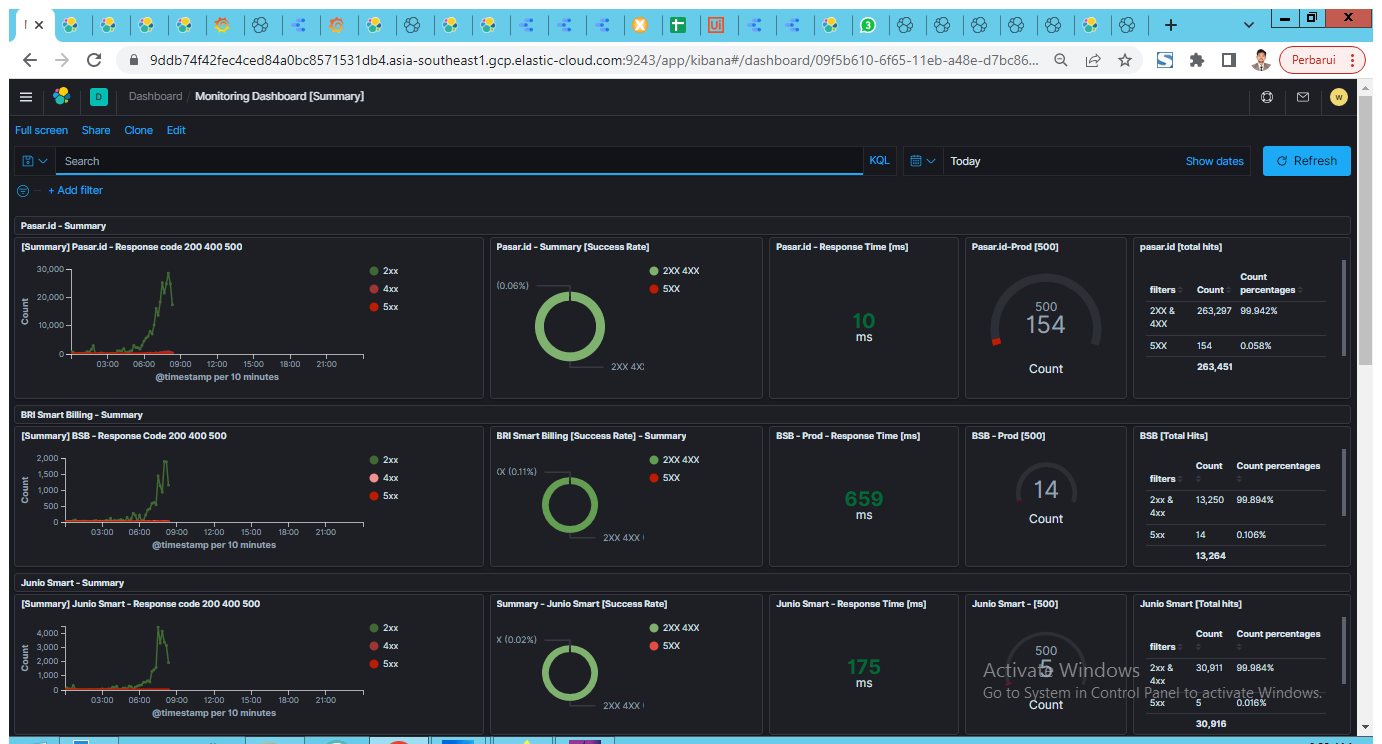 9ddb74f42fec4ced84a0bc8571531db4.asia-southeast1.gcp.elastic-cloud.com:9243/app/kibana#/dashboard/09f5b610-6f65-11eb-a48e-d7bc86...
Perbarui
D Dashboard / Monitoring Dashboard [Summary] w
Full screen Share Clone Edit
Search KQL Today Show dates Refresh
+ Add filter
Pasar.id - Summary
[Summary] Pasar.id - Response code 200 400 500
30,000
20,000
10,000
0
Count
03:00 06:00 09:00 12:00 15:00 18:00 21:00
@timestamp per 10 minutes
2xx
4xx
5xx
Pasar.id - Summary [Success Rate]
(0.06%)
2XX 4XC
2XX 4XX
5XX
Pasar.id - Response Time [ms]
10
ms
Pasar.id-Prod [500]
500
154
Count
pasar.id [total hits]
filters Count Count percentages
2XX & 4XX 263,297 99.942%
5XX 154 0.058%
263,451
BRI Smart Billing - Summary
[Summary] BSB - Response Code 200 400 500
2,000
1,500
1,000
500
0
Count
03:00 06:00 09:00 12:00 15:00 18:00 21:00
@timestamp per 10 minutes
2xx
4xx
5xx
BRI Smart Billing [Success Rate] - Summary
(0.11%)
2XX 4XX
2XX 4XX
5XX
BSB - Prod - Response Time [ms]
659
ms
BSB - Prod [500]
14
Count
BSB [Total Hits]
filters Count Count percentages
2xx & 4xx 13,250 99.894%
5xx 14 0.106%
13,264
Junio Smart - Summary
[Summary] Junio Smart - Response code 200 400 500
4,000
3,000
2,000
1,000
0
Count
03:00 06:00 09:00 12:00 15:00 18:00 21:00
@timestamp per 10 minutes
2xx
4xx
5xx
Summary - Junio Smart [Success Rate]
X (0.02%)
2XX 4XX
2XX 4XX
5XX
Junio Smart - Response Time [ms]
175
ms
Junio Smart - [500]
500
5
Count
Junio Smart [Total hits]
filters Count Count percentages
2xx & 4xx 30,911 99.984%
5xx 5 0.016%
30,916
Activate Windows
Go to System in Control Panel to activate Windows.